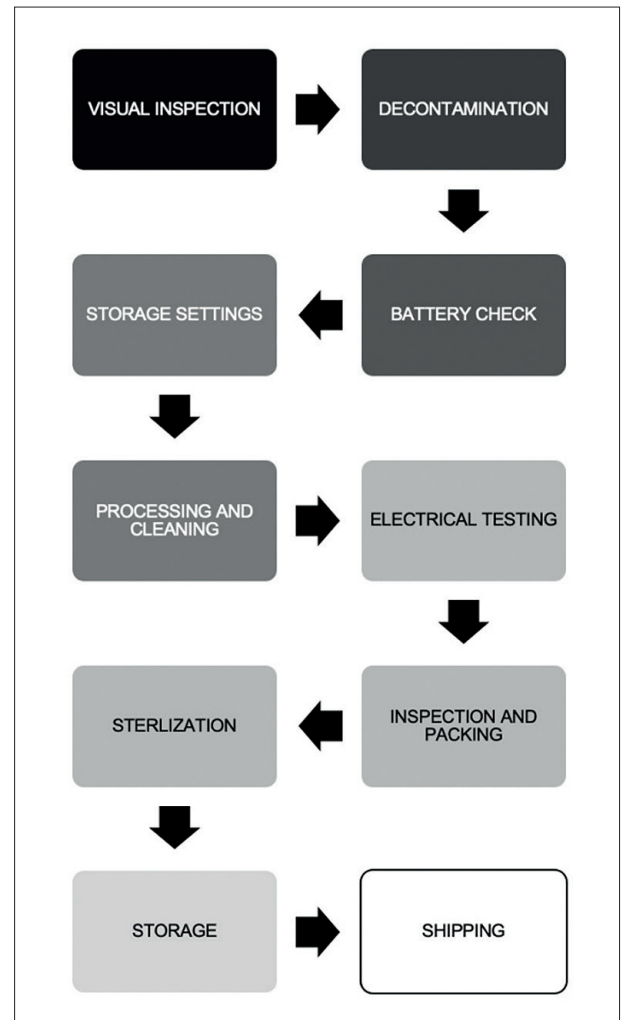 VISUAL INSPECTION
DECONTAMINATION
BATTERY CHECK
STORAGE SETTINGS
PROCESSING AND
CLEANING
ELECTRICAL TESTING
INSPECTION AND
PACKING
STERLIZATION
STORAGE
SHIPPING